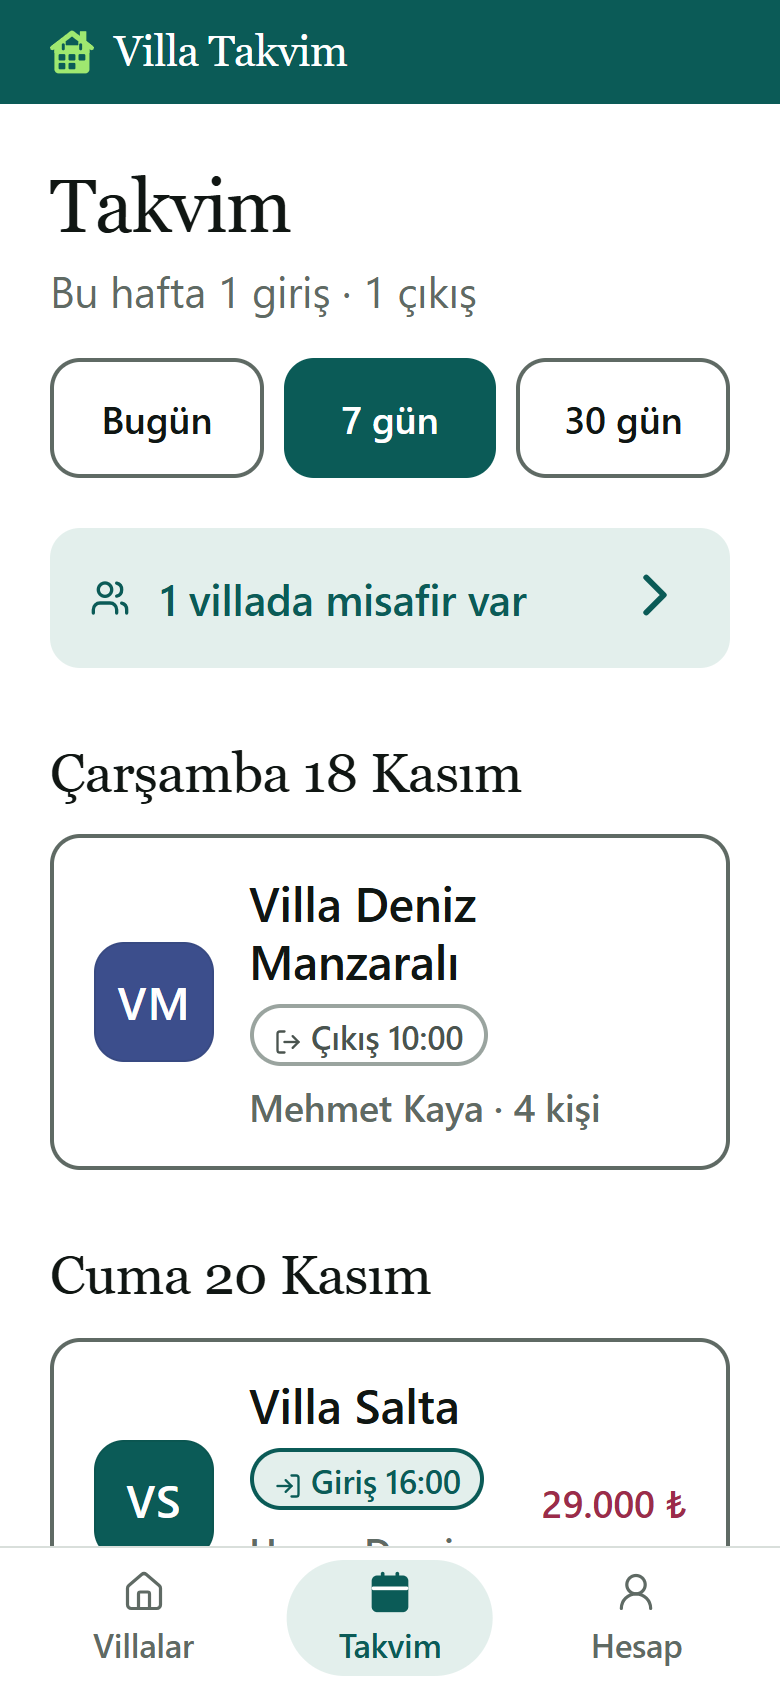 Villa Takvim
Takvim
Bu hafta 1 giriş · 1 çıkış
Bugün
7 gün
30 gün
1 villada misafir var
Çarşamba 18 Kasım
VM
Villa Deniz
Manzaralı
Çıkış 10:00
Mehmet Kaya · 4 kişi
Cuma 20 Kasım
VS
Villa Salta
Giriş 16:00
29.000 ₺
Villalar
Takvim
Hesap